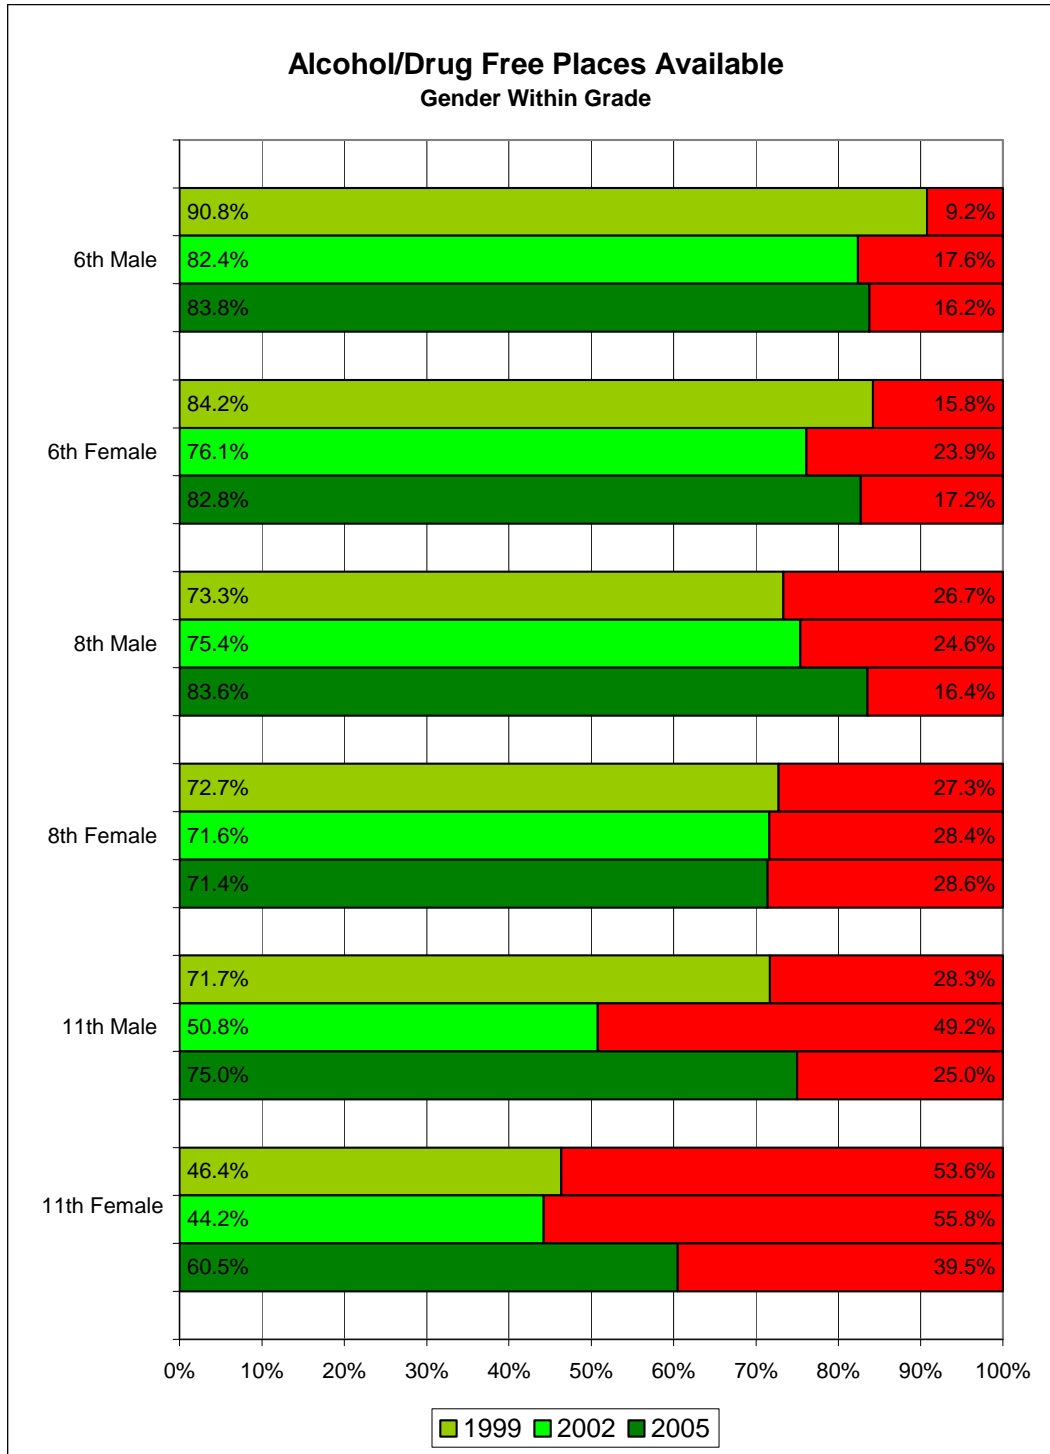 Alcohol/Drug Free Places Available
Gender Within Grade
90.8% 9.2%
6th Male 82.4% 17.6%
83.8% 16.2%
84.2% 15.8%
6th Female 76.1% 23.9%
82.8% 17.2%
73.3% 26.7%
8th Male 75.4% 24.6%
83.6% 16.4%
72.7% 27.3%
8th Female 71.6% 28.4%
71.4% 28.6%
71.7% 28.3%
11th Male 50.8% 49.2%
75.0% 25.0%
46.4% 53.6%
11th Female 44.2% 55.8%
60.5% 39.5%
0% 10% 20% 30% 40% 50% 60% 70% 80% 90% 100%
1999 2002 2005